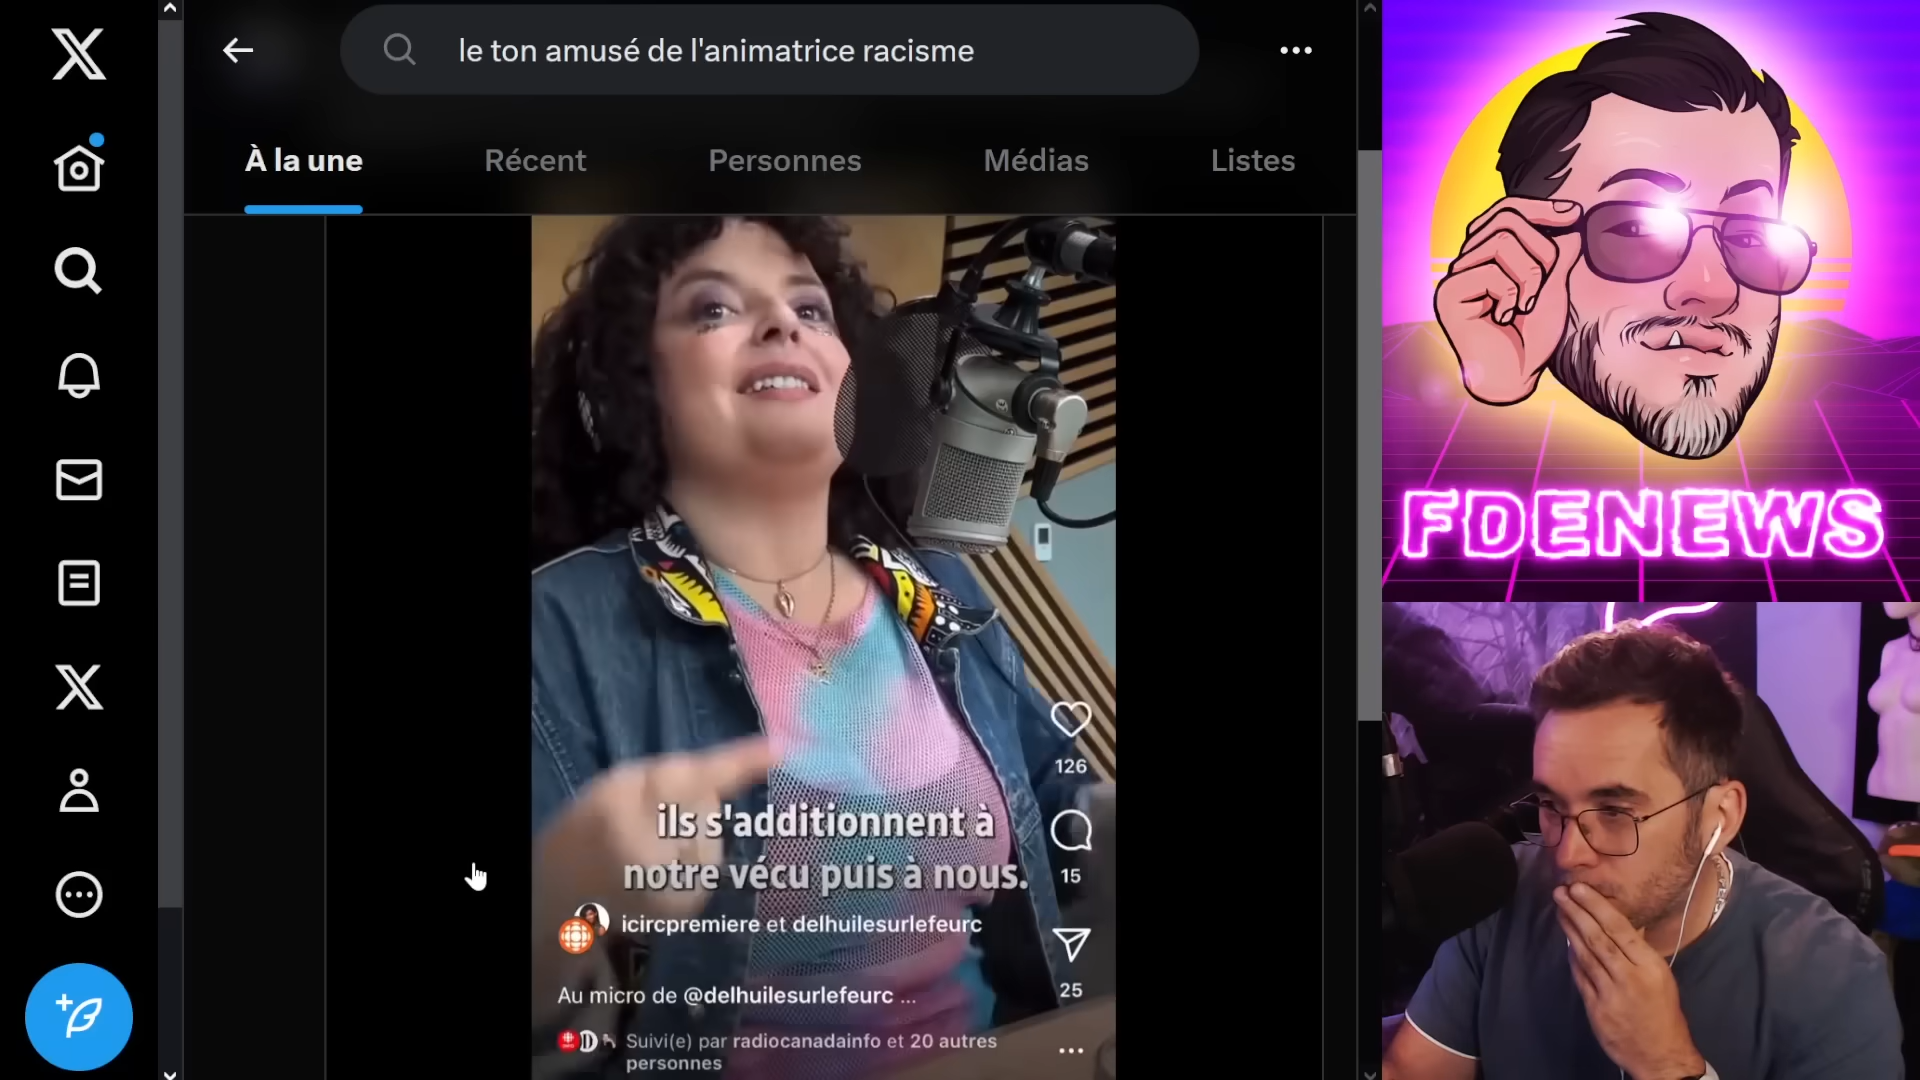 le ton amusé de l'animatrice racisme
À la une
Récent
Personnes
Médias
Listes
ils s'additionnent à
notre vécu puis à nous.
126
15
25
icircpremiere et delhuilesurlefeurc
Au micro de @delhuilesurlefeurc ...
Suivi(e) par radiocanadainfo et 20 autres
personnes
FDENEWS